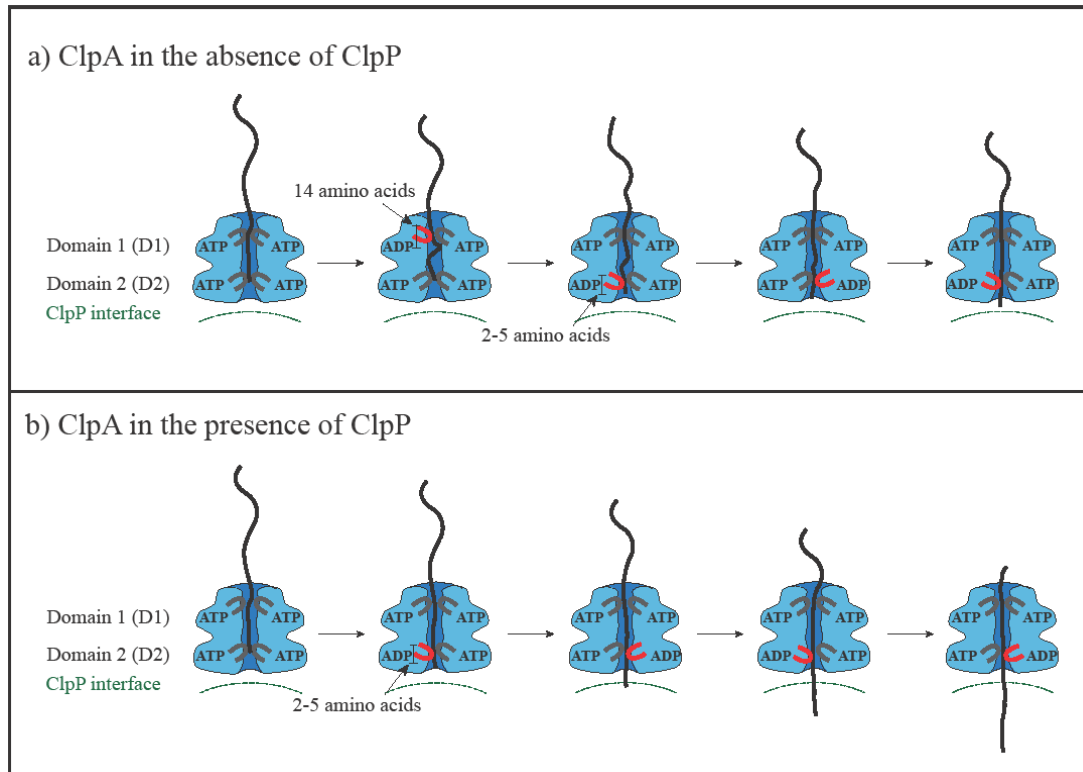 a) ClpA in the absence of ClpP
14 amino acids
Domain 1 (D1)
ATP ATP ADP ATP ATP ATP ATP ATP ATP ATP
Domain 2 (D2)
ATP ATP ATP ATP ADP ATP ATP ADP ADP ATP
ClpP interface
2-5 amino acids
b) ClpA in the presence of ClpP
Domain 1 (D1)
ATP ATP ATP ATP ATP ATP ATP ATP ATP ATP
Domain 2 (D2)
ATP ATP ADP ATP ATP ADP ADP ATP ATP ADP
ClpP interface
2-5 amino acids